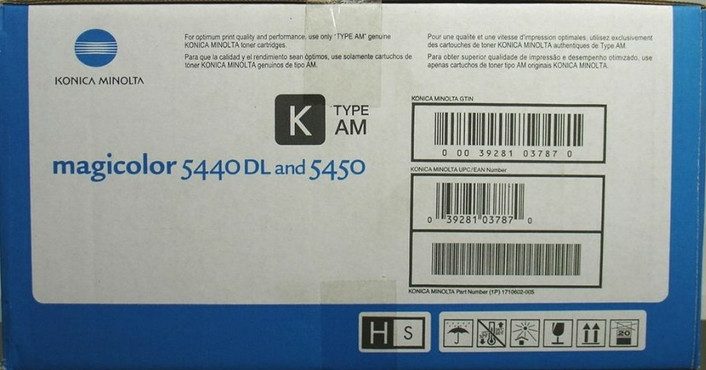 For optimum print quality and performance, use only "TYPE AM" genuine
KONICA MINOLTA toner cartridges.
Para que la calidad y el rendimiento sean óptimos, use solamente cartuchos de
tóner KONICA MINOLTA genuinos de tipo AM.
Pour une qualité et une vitesse d'impression optimales, utilisez exclusivement
des cartouches de toner KONICA MINOLTA authentiques de Type AM.
Para obter superior qualidade de impressão e desempenho otimizado, use
apenas cartuchos de toner tipo AM originais KONICA MINOLTA.
KONICA MINOLTA
K TYPE
AM
magicolor 5440 DL and 5450
KONICA MINOLTA GTIN
0 00 39281 03787 0
KONICA MINOLTA UPC/EAN Number
0 39281 03787 0
KONICA MINOLTA Part Number (1P) 1710602-005
H S
20